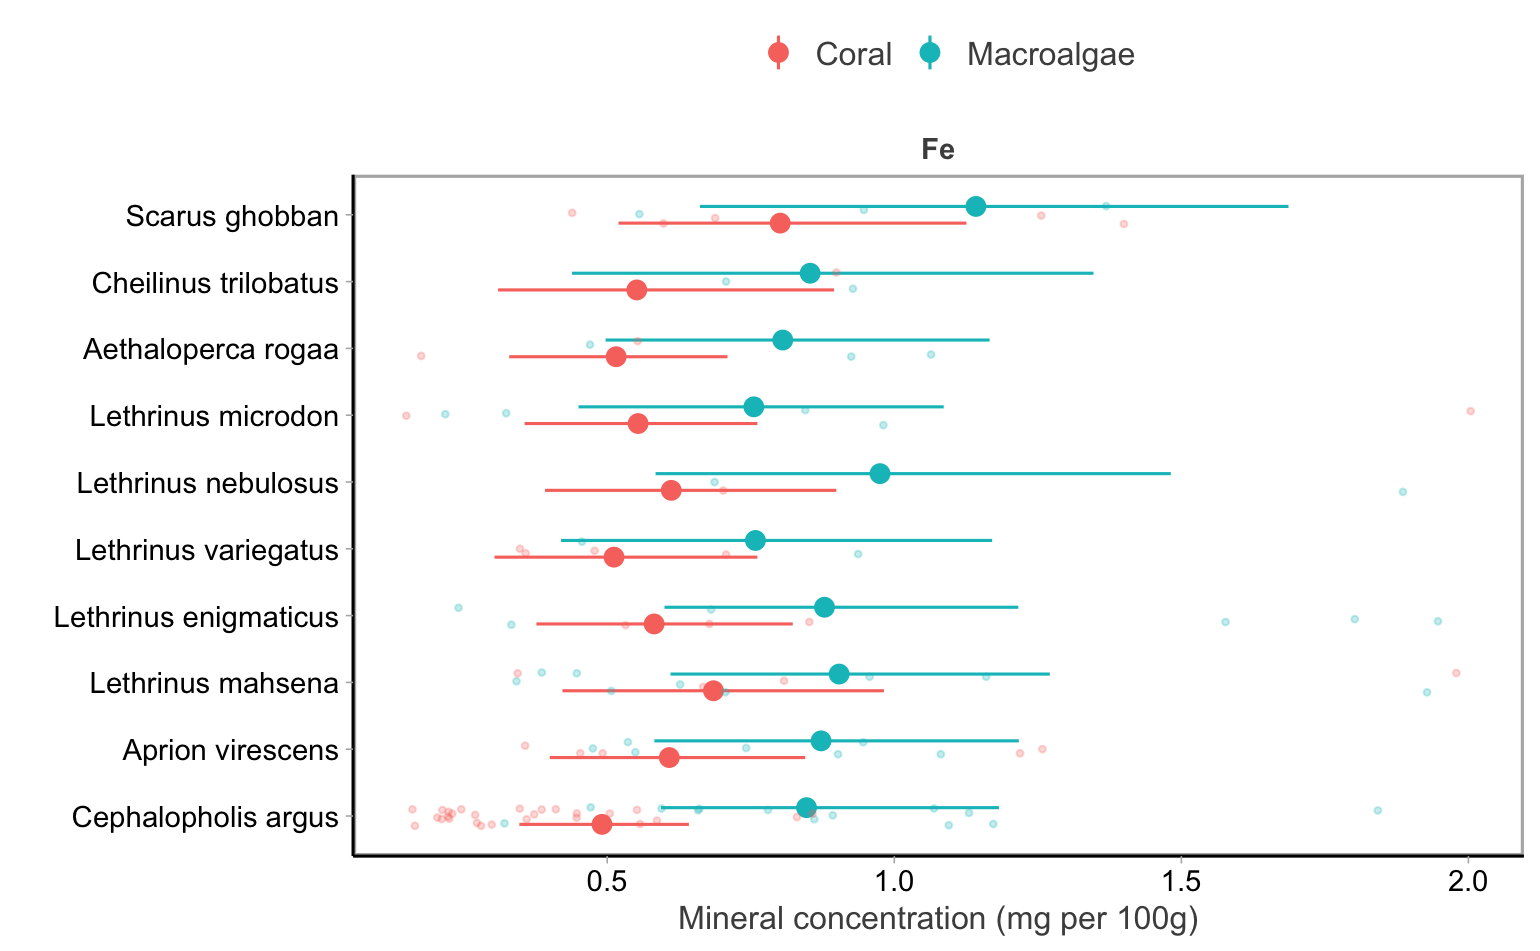 Coral Macroalgae
Fe
Scarus ghobban
Cheilinus trilobatus
Aethaloperca rogaa
Lethrinus microdon
Lethrinus nebulosus
Lethrinus variegatus
Lethrinus enigmaticus
Lethrinus mahsena
Aprion virescens
Cephalopholis argus
0.5 1.0 1.5 2.0
Mineral concentration (mg per 100g)